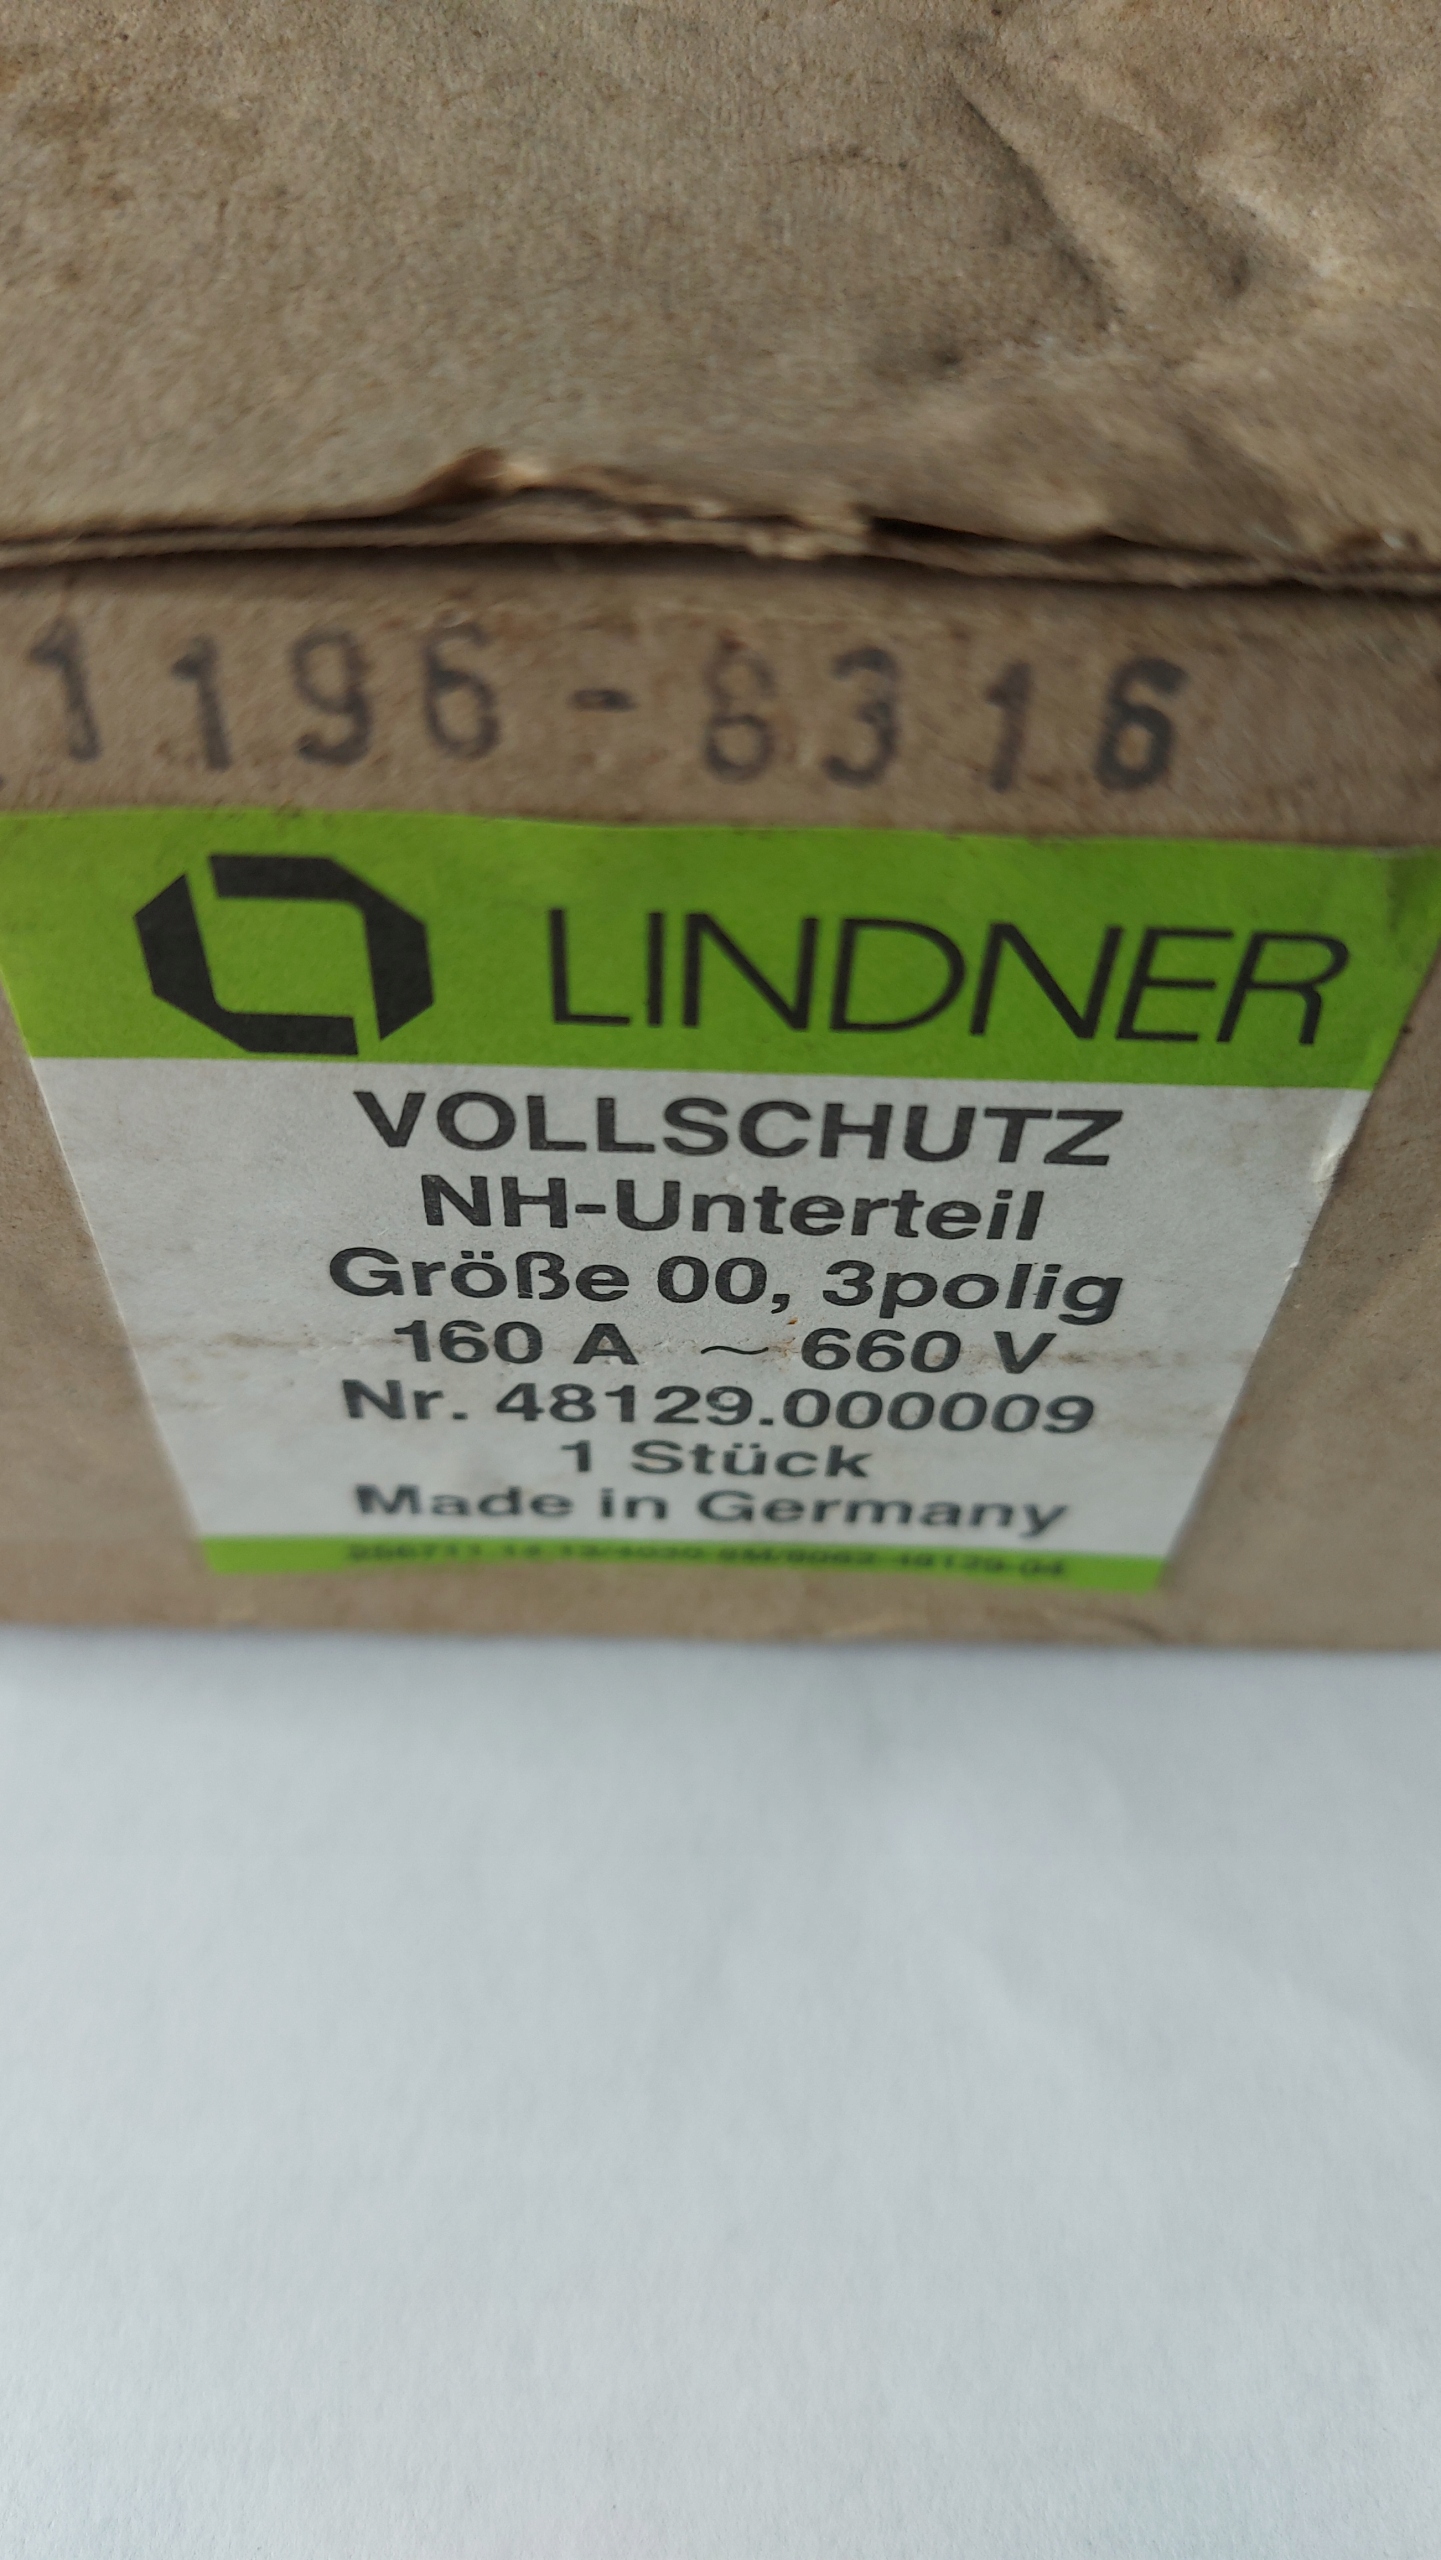 1196-8316
LINDNER
VOLLSCHUTZ
NH-Unterteil
Größe 00, 3polig
160 A ~ 660 V
Nr. 48129.000009
1 Stück
Made in Germany